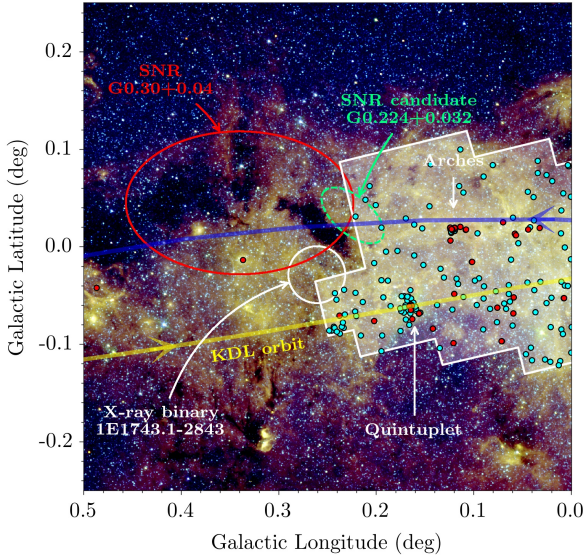 SNR
G0.30+0.04
SNR candidate
G0.224−0.032
Arches
KDL orbit
X-ray binary
1E1743.1-2843
Quintuplet
0.2
0.1
0.0
-0.1
-0.2
Galactic Latitude (deg)
0.5
0.4
0.3
0.2
0.1
0.0
Galactic Longitude (deg)